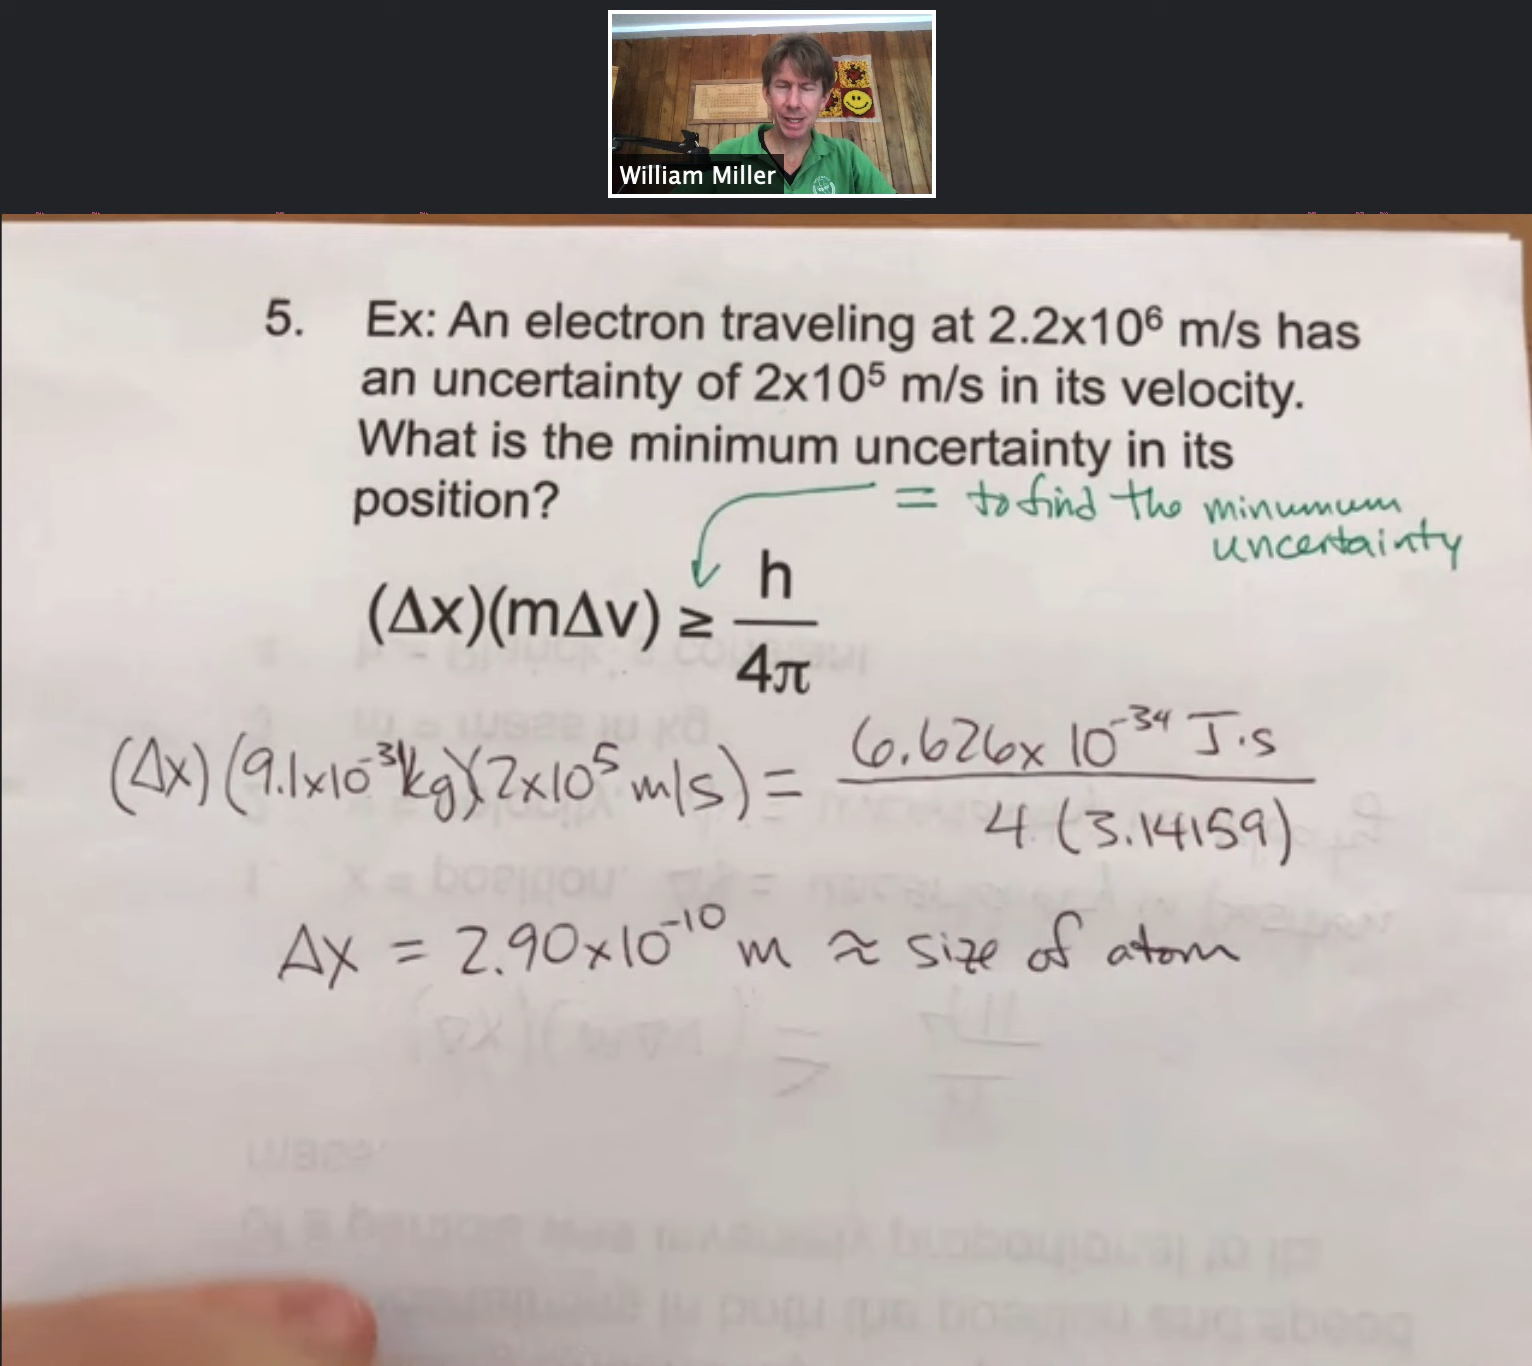 William Miller
5. Ex: An electron traveling at 2.2x10⁶ m/s has
an uncertainty of 2x10⁵ m/s in its velocity.
What is the minimum uncertainty in its
position?
= to find the minumum
uncertainty
(Δx)(mΔv) ≥ h/4π
(Δx)(9.1x10⁻³¹kg)(2x10⁵ m/s) = 6.626x10⁻³⁴ J·s / 4(3.14159)
Δx = 2.90x10⁻¹⁰ m ≈ size of atom